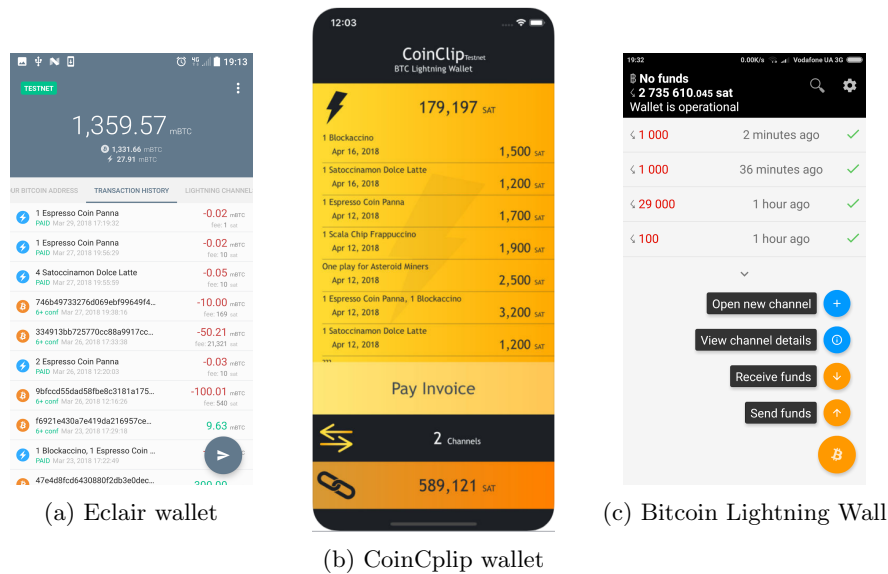 19:13
TESTNET
1,359.57 mBTC
1,331.66 mBTC
27.91 mBTC
UR BITCOIN ADDRESS TRANSACTION HISTORY LIGHTNING CHANNEL
1 Espresso Coin Panna -0.02 mBTC
PAID Mar 29, 2018 17:19:32 fee: 1 sat
1 Espresso Coin Panna -0.02 mBTC
PAID Mar 27, 2018 19:56:29 fee: 10 sat
4 Satoccinamon Dolce Latte -0.05 mBTC
PAID Mar 27, 2018 19:55:59 fee: 10 sat
746b49733276d069ebf99649f4... -10.00 mBTC
6+ conf Mar 27, 2018 19:28:16 fee: 169 sat
334913bb725770cc88a9917cc... -50.21 mBTC
6+ conf Mar 26, 2018 17:33:38 fee: 21,321 sat
2 Espresso Coin Panna -0.03 mBTC
PAID Mar 26, 2018 12:20:03 fee: 10 sat
9bfccd55dad58fbe8c3181a175... -100.01 mBTC
6+ conf Mar 26, 2018 12:16:26 fee: 540 sat
f6921e430a7e419da216957ce... 9.63 mBTC
6+ conf Mar 23, 2018 17:29:18
1 Blockaccino, 1 Espresso Coin ...
PAID Mar 23, 2018 17:22:49
47e4d8fcd6430880f2db3e0dec...
(a) Eclair wallet
12:03
CoinClip Testnet
BTC Lightning Wallet
179,197 SAT
1 Blockaccino
Apr 16, 2018 1,500 SAT
1 Satoccinamon Dolce Latte
Apr 16, 2018 1,200 SAT
1 Espresso Coin Panna
Apr 12, 2018 1,700 SAT
1 Scala Chip Frappuccino
Apr 12, 2018 1,900 SAT
One play for Asteroid Miners
Apr 12, 2018 2,500 SAT
1 Espresso Coin Panna, 1 Blockaccino
Apr 12, 2018 3,200 SAT
1 Satoccinamon Dolce Latte
Apr 12, 2018 1,200 SAT
Pay Invoice
2 Channels
589,121 SAT
(b) CoinCplip wallet
19:32 0.00K/s Vodafone UA 3G
No funds
2 735 610.045 sat
Wallet is operational
1 000 2 minutes ago
1 000 36 minutes ago
29 000 1 hour ago
100 1 hour ago
Open new channel
View channel details
Receive funds
Send funds
(c) Bitcoin Lightning Wall